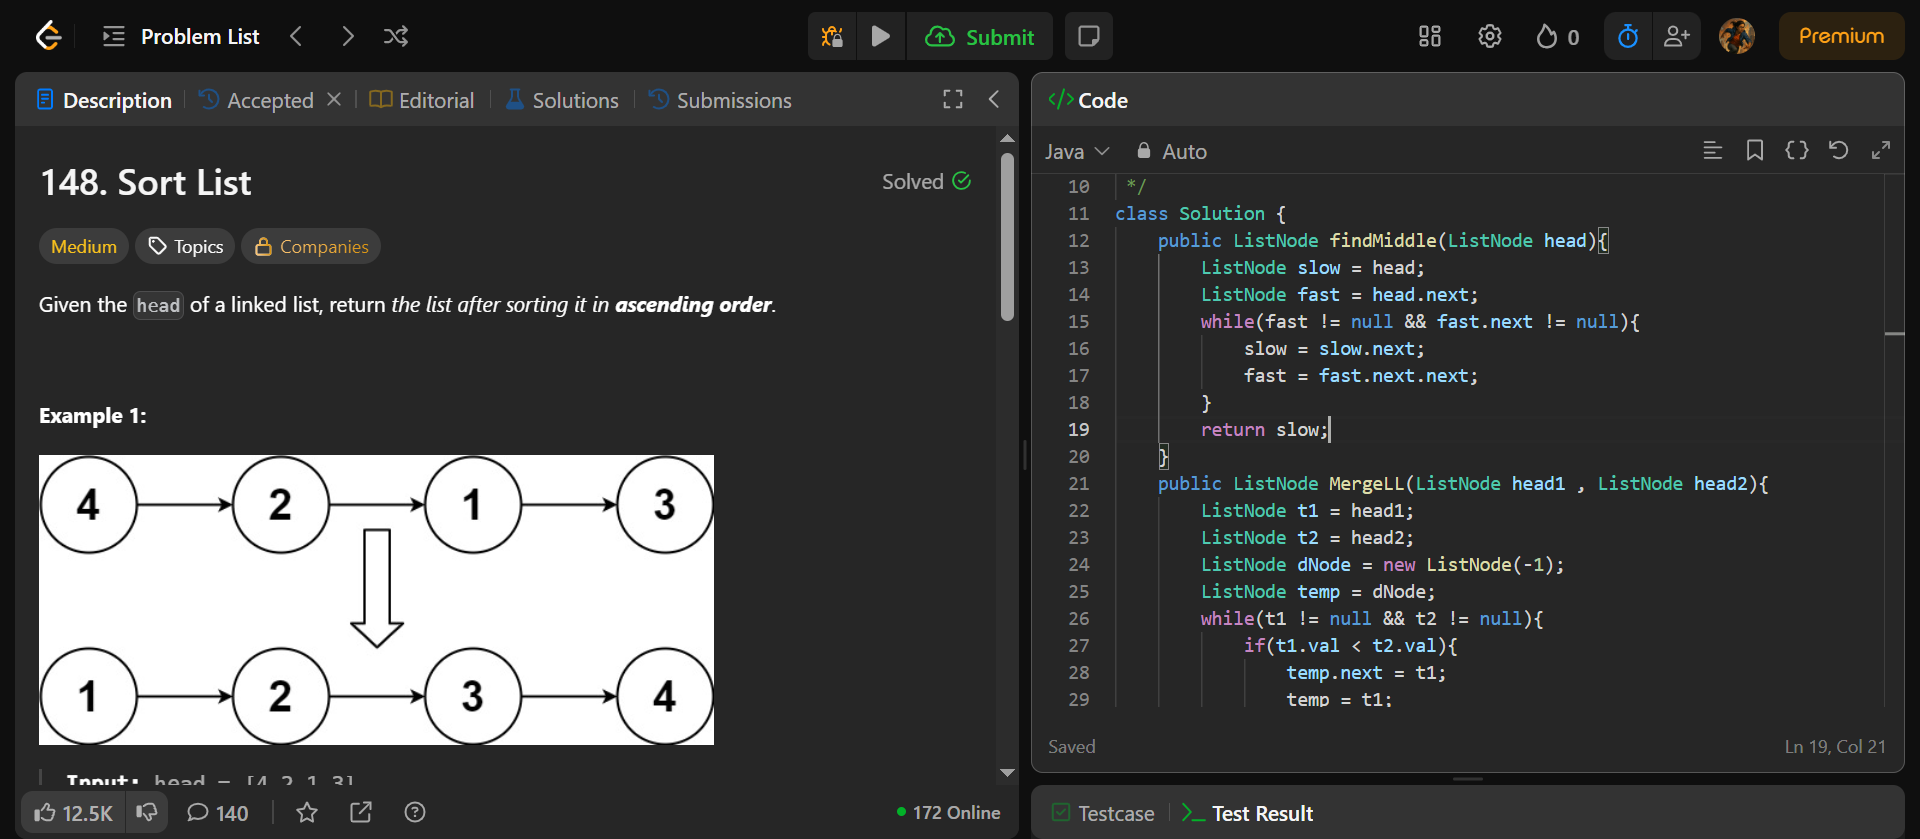 Problem List
Submit
0
Premium
Description
Accepted
Editorial
Solutions
Submissions
148. Sort List
Solved
Medium
Topics
Companies
Given the head of a linked list, return the list after sorting it in ascending order.
Example 1:
4 2 1 3
1 2 3 4
Input: head = [4,2,1,3]
12.5K
140
172 Online
</> Code
Java
Auto
10 */
11 class Solution {
12 public ListNode findMiddle(ListNode head){
13 ListNode slow = head;
14 ListNode fast = head.next;
15 while(fast != null && fast.next != null){
16 slow = slow.next;
17 fast = fast.next.next;
18 }
19 return slow;
20 }
21 public ListNode MergeLL(ListNode head1 , ListNode head2){
22 ListNode t1 = head1;
23 ListNode t2 = head2;
24 ListNode dNode = new ListNode(-1);
25 ListNode temp = dNode;
26 while(t1 != null && t2 != null){
27 if(t1.val < t2.val){
28 temp.next = t1;
29 temp = t1;
Saved
Ln 19, Col 21
Testcase
Test Result